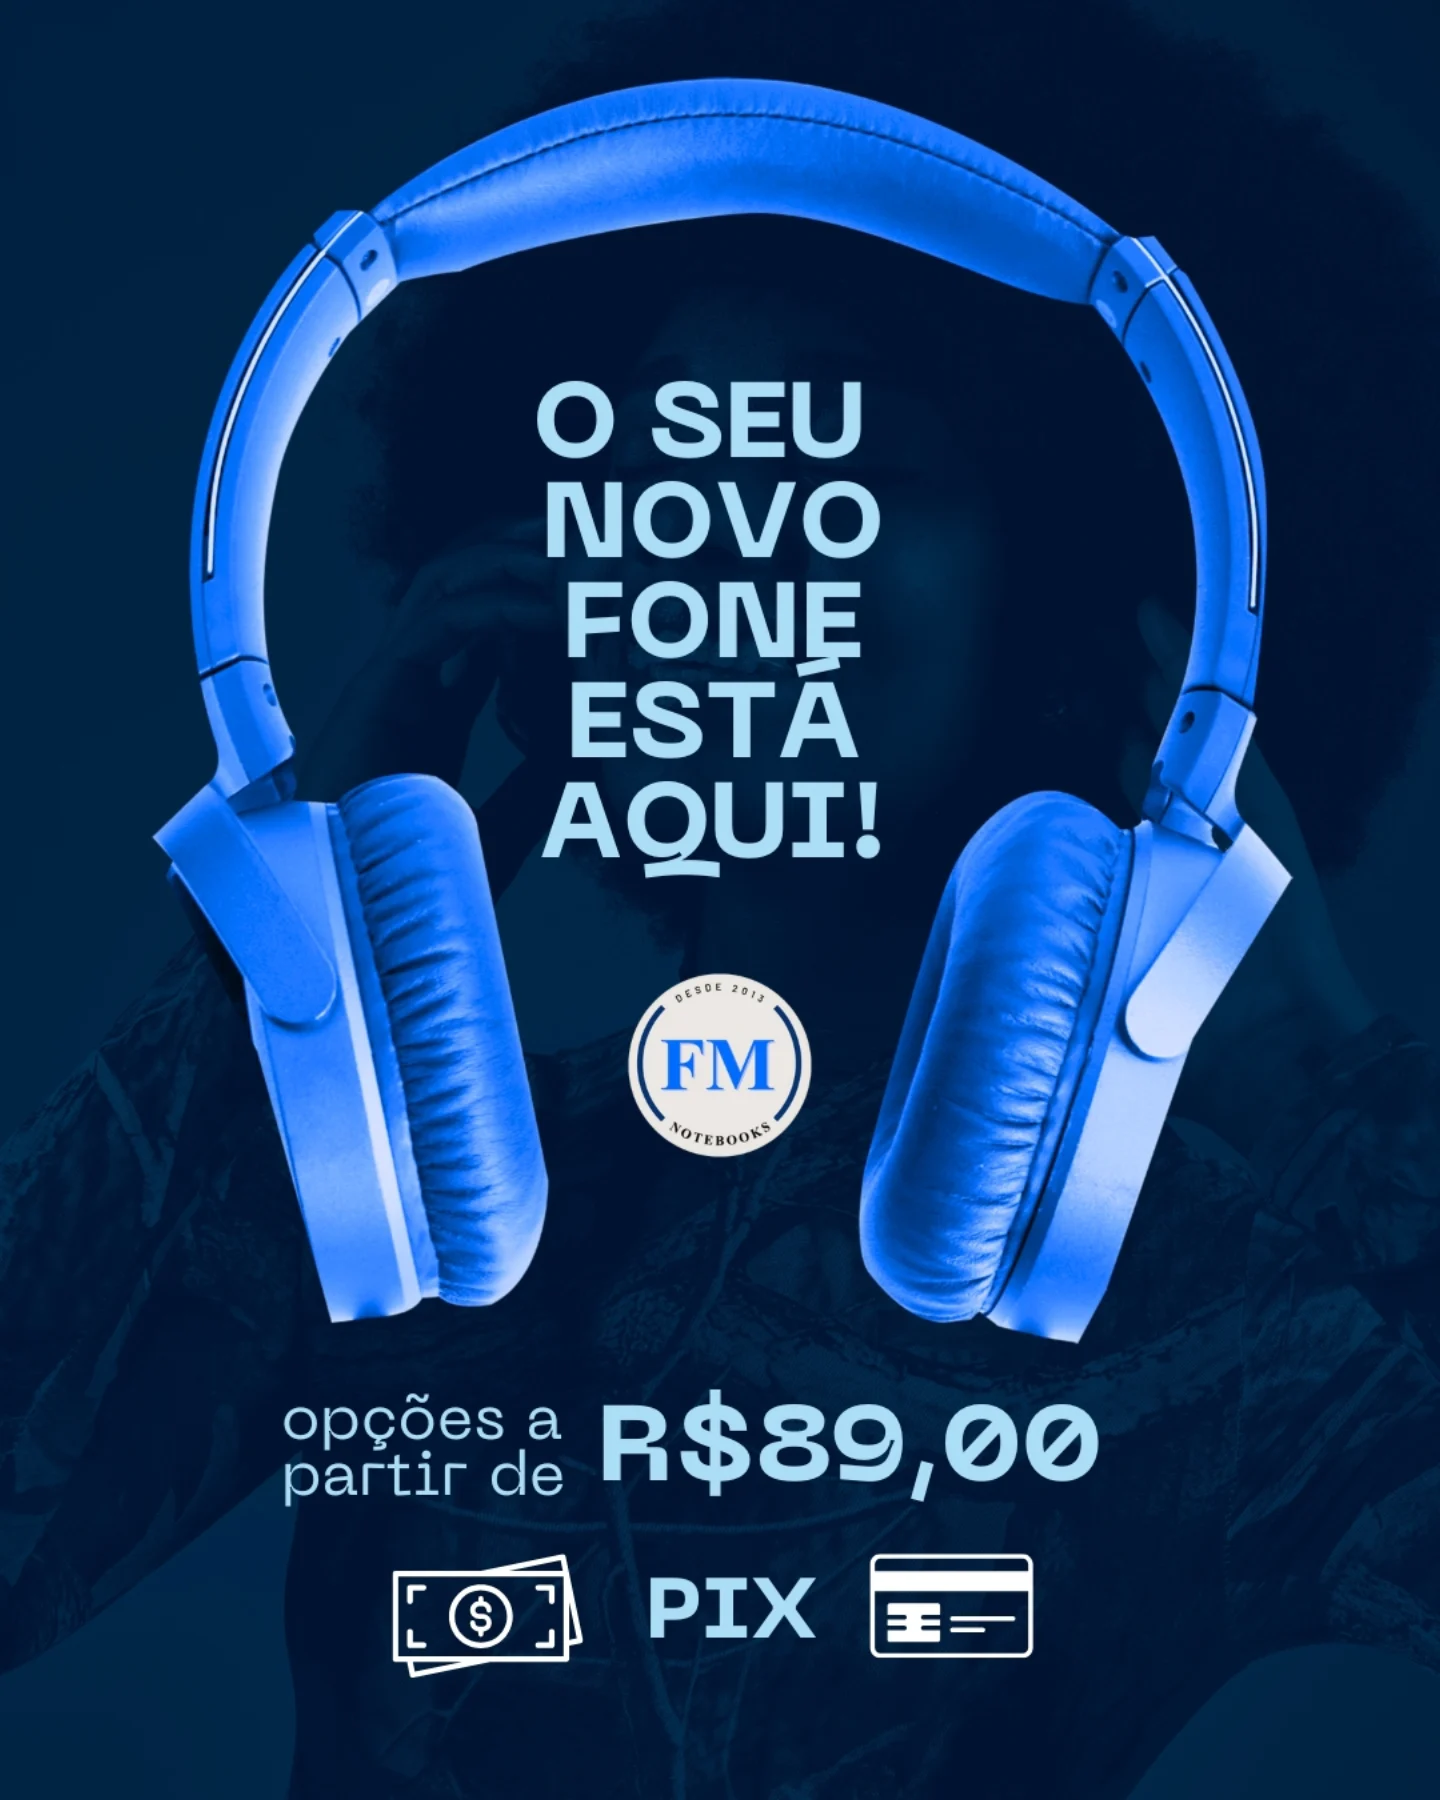 O SEU
NOVO
FONE
ESTÁ
AQUI!
DESDE 2013
FM
NOTEBOOKS
opções a
partir de
R$89,00
$
PIX